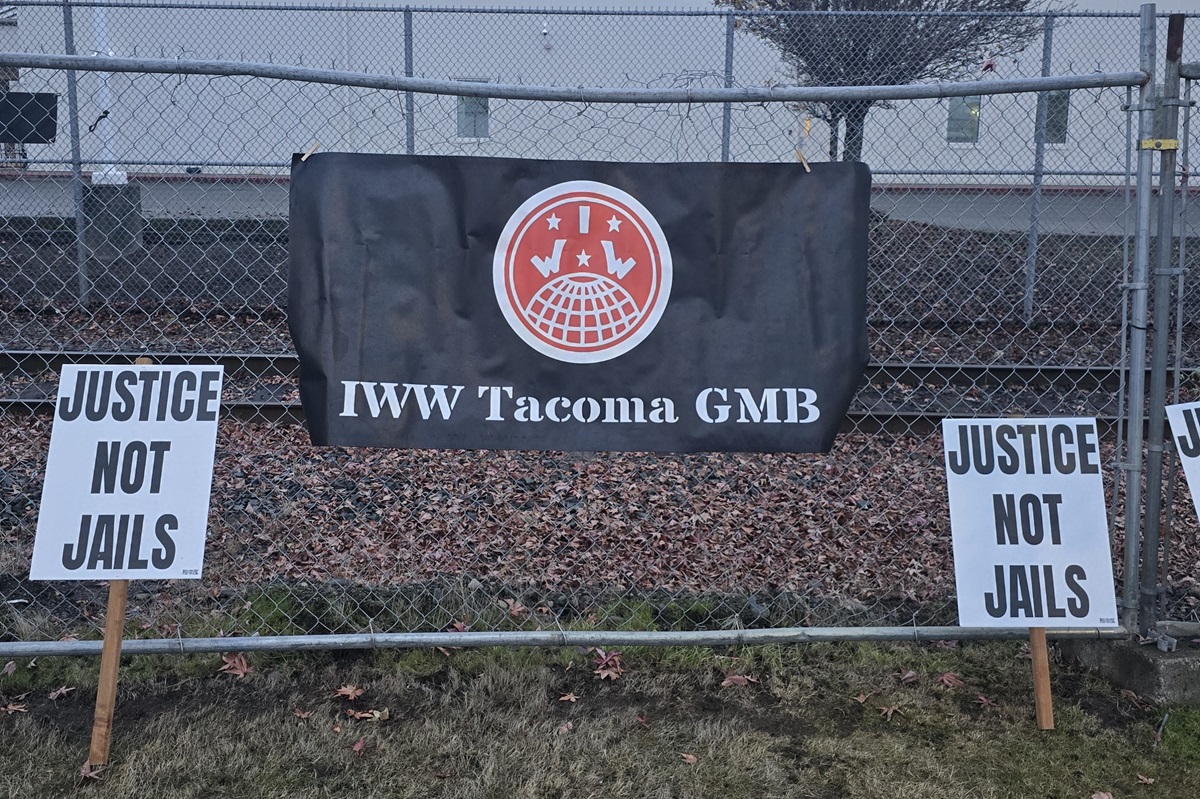 I
W W
IWW Tacoma GMB
JUSTICE
NOT
JAILS
JUSTICE
NOT
JAILS
J